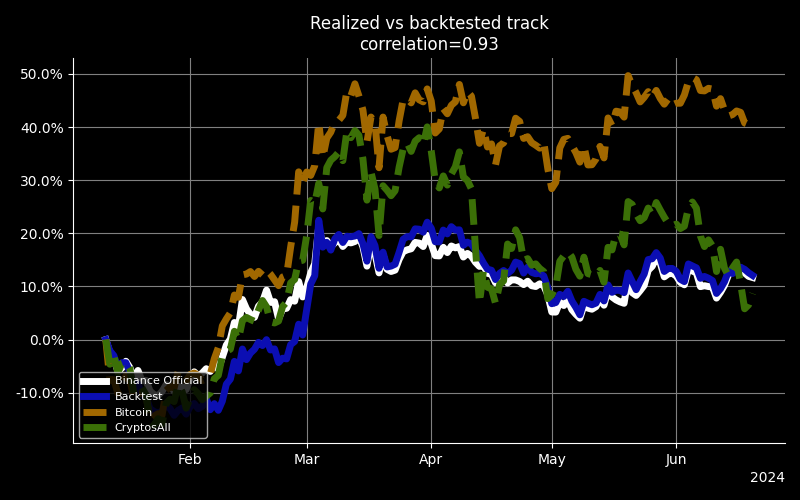 Realized vs backtested track
correlation=0.93
50.0%
40.0%
30.0%
20.0%
10.0%
0.0%
-10.0%
Binance Official
Backtest
Bitcoin
CryptosAll
Feb Mar Apr May Jun
2024